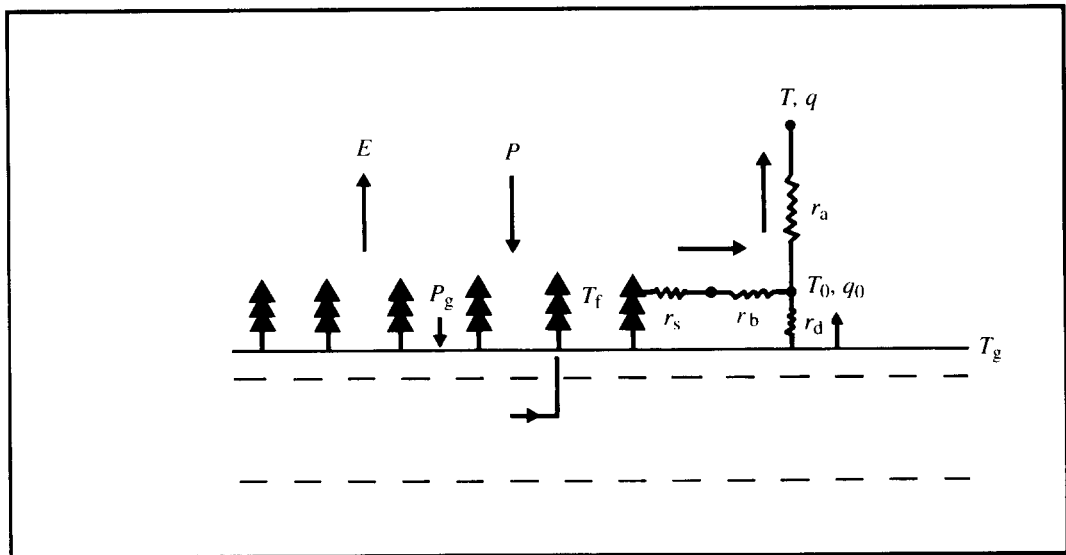 T, q
E
P
r_a
P_g
T_f
T_0, q_0
r_s
r_b
r_d
T_g